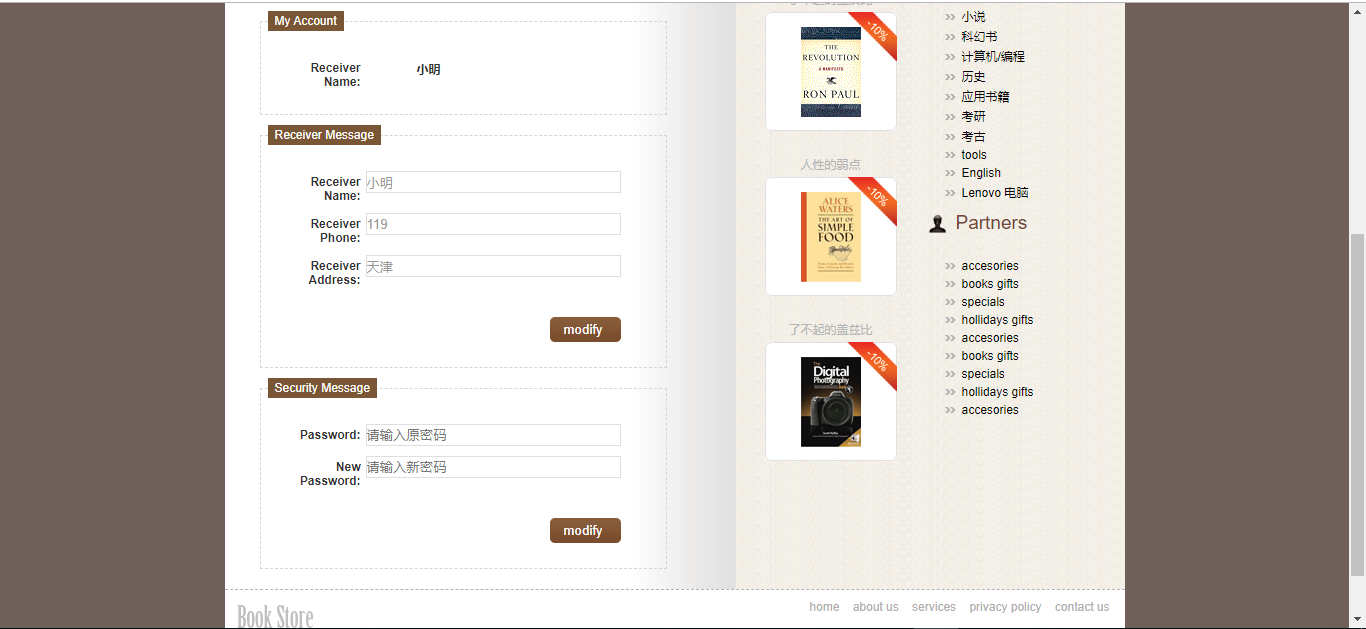 My Account
Receiver
Name:
小明
Receiver Message
Receiver
Name:
小明
Receiver
Phone:
119
Receiver
Address:
天津
modify
Security Message
Password:
请输入原密码
New
Password:
请输入新密码
modify
-10%
THE
REVOLUTION
A MANIFESTO
RON PAUL
人性的弱点
-10%
ALICE
WATERS
THE ART OF
SIMPLE
FOOD
了不起的盖兹比
-10%
The
Digital
Photography
Scott Kelby
小说
科幻书
计算机/编程
历史
应用书籍
考研
考古
tools
English
Lenovo 电脑
Partners
accesories
books gifts
specials
hollidays gifts
accesories
books gifts
specials
hollidays gifts
accesories
Book Store
home about us services privacy policy contact us